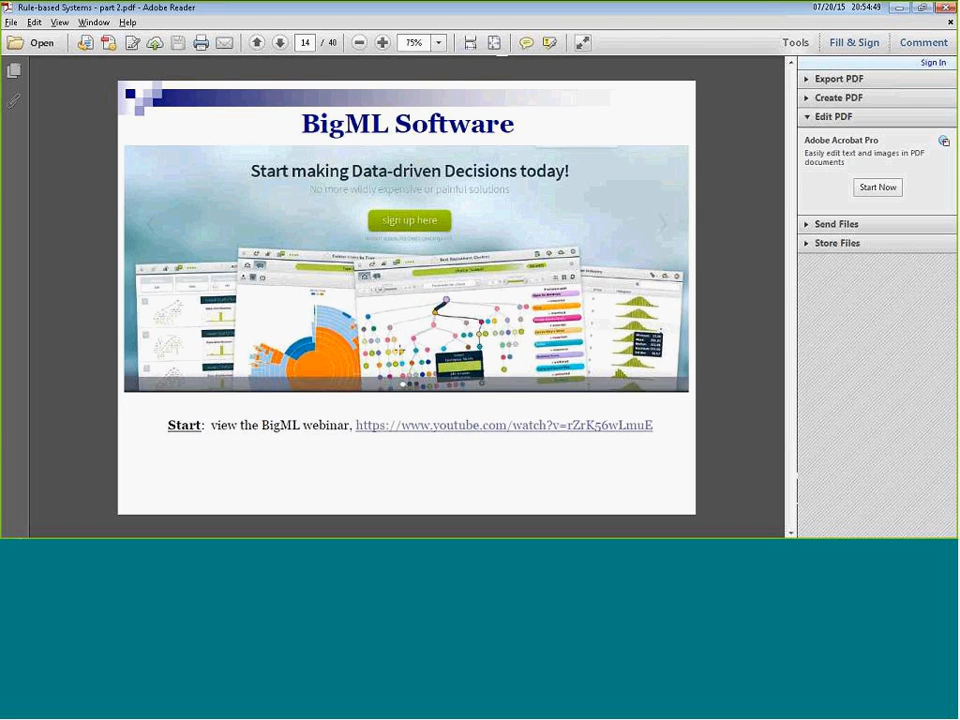 Rule-based Systems - part 2.pdf - Adobe Reader
07/20/15 20:54:49
File Edit View Window Help
Open
14 / 40
75%
Tools
Fill & Sign
Comment
Sign In
Export PDF
Create PDF
Edit PDF
Adobe Acrobat Pro
Easily edit text and images in PDF
documents
Start Now
Send Files
Store Files
BigML Software
Start making Data-driven Decisions today!
No more wildly expensive or painful solutions
sign up here
Start: view the BigML webinar, https://www.youtube.com/watch?v=rZrK56wLmuE